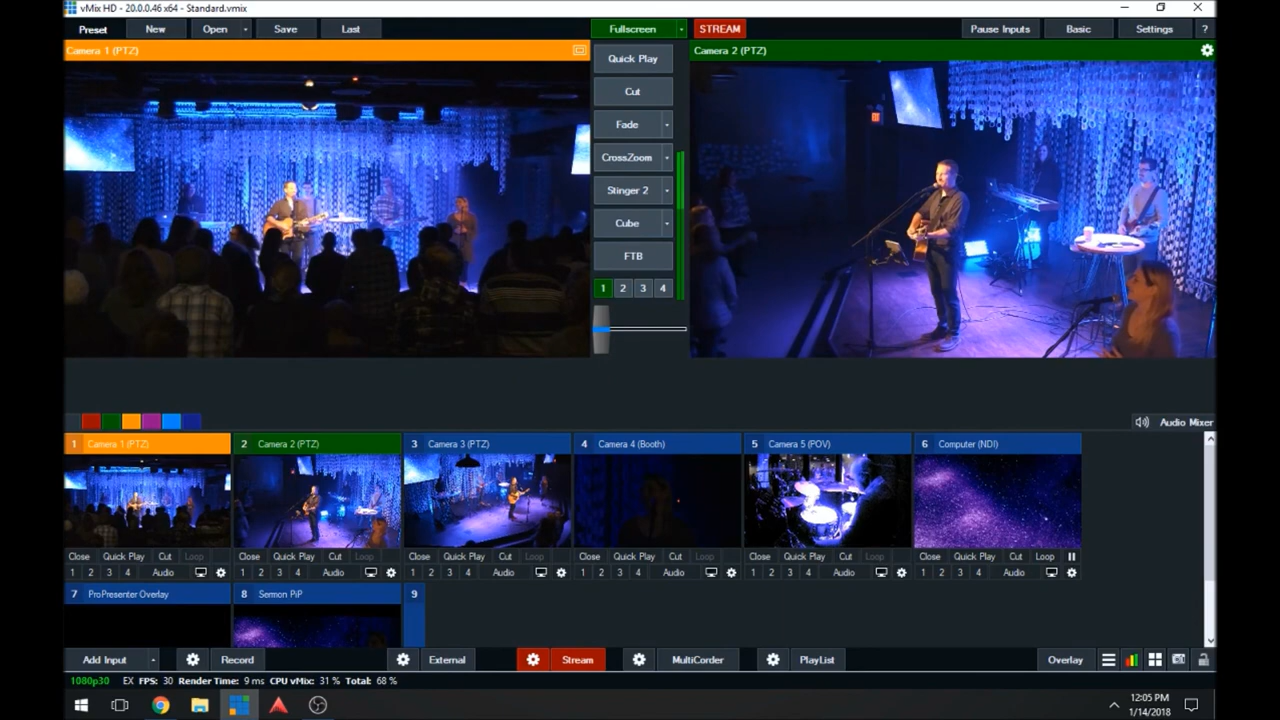 vMix HD - 20.0.0.46 x64 - Standard.vmix
Preset New Open Save Last Fullscreen STREAM Pause Inputs Basic Settings ?
Camera 1 (PTZ) Camera 2 (PTZ)
Quick Play
Cut
Fade
CrossZoom
Stinger 2
Cube
FTB
1 2 3 4
Audio Mixer
1 Camera 1 (PTZ) 2 Camera 2 (PTZ) 3 Camera 3 (PTZ) 4 Camera 4 (Booth) 5 Camera 5 (POV) 6 Computer (NDI)
Close Quick Play Cut Loop Close Quick Play Cut Loop Close Quick Play Cut Loop Close Quick Play Cut Loop Close Quick Play Cut Loop Close Quick Play Cut Loop
1 2 3 4 Audio 1 2 3 4 Audio 1 2 3 4 Audio 1 2 3 4 Audio 1 2 3 4 Audio 1 2 3 4 Audio
7 ProPresenter Overlay 8 Sermon PiP 9
Add Input Record External Stream MultiCorder PlayList Overlay
1080p30 EX FPS: 30 Render Time: 9 ms CPU vMix: 31 % Total: 68 %
12:05 PM
1/14/2018